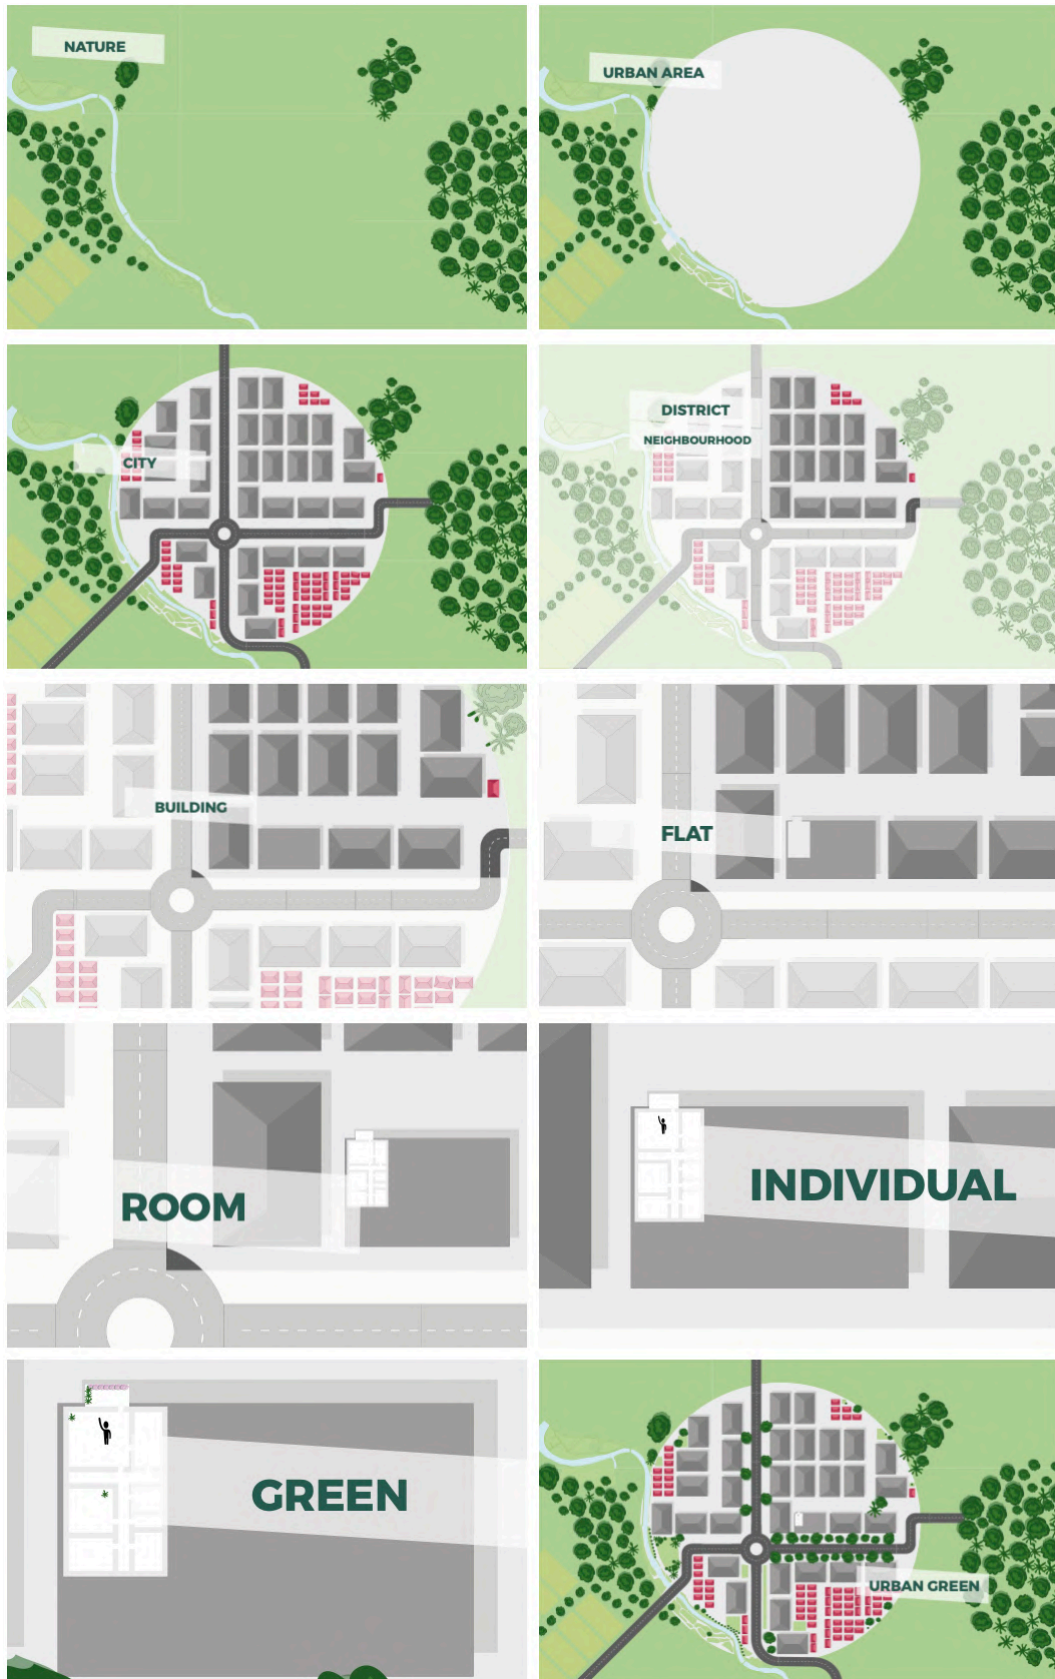 NATURE
URBAN AREA
CITY
DISTRICT
NEIGHBOURHOOD
BUILDING
FLAT
ROOM
INDIVIDUAL
GREEN
URBAN GREEN